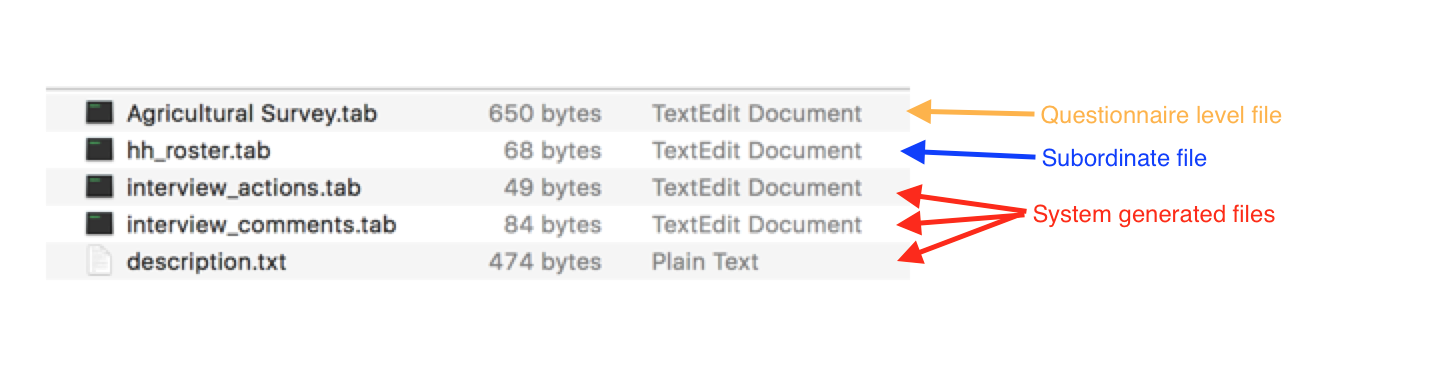 Agricultural Survey.tab 650 bytes TextEdit Document Questionnaire level file
hh_roster.tab 68 bytes TextEdit Document Subordinate file
interview_actions.tab 49 bytes TextEdit Document
interview_comments.tab 84 bytes TextEdit Document System generated files
description.txt 474 bytes Plain Text